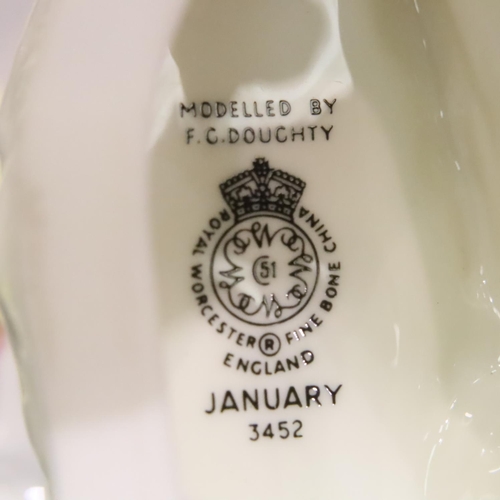 MODELLED BY
F.G.DOUGHTY
51
ROYAL WORCESTER ® FINE BONE CHINA
ENGLAND
JANUARY
3452